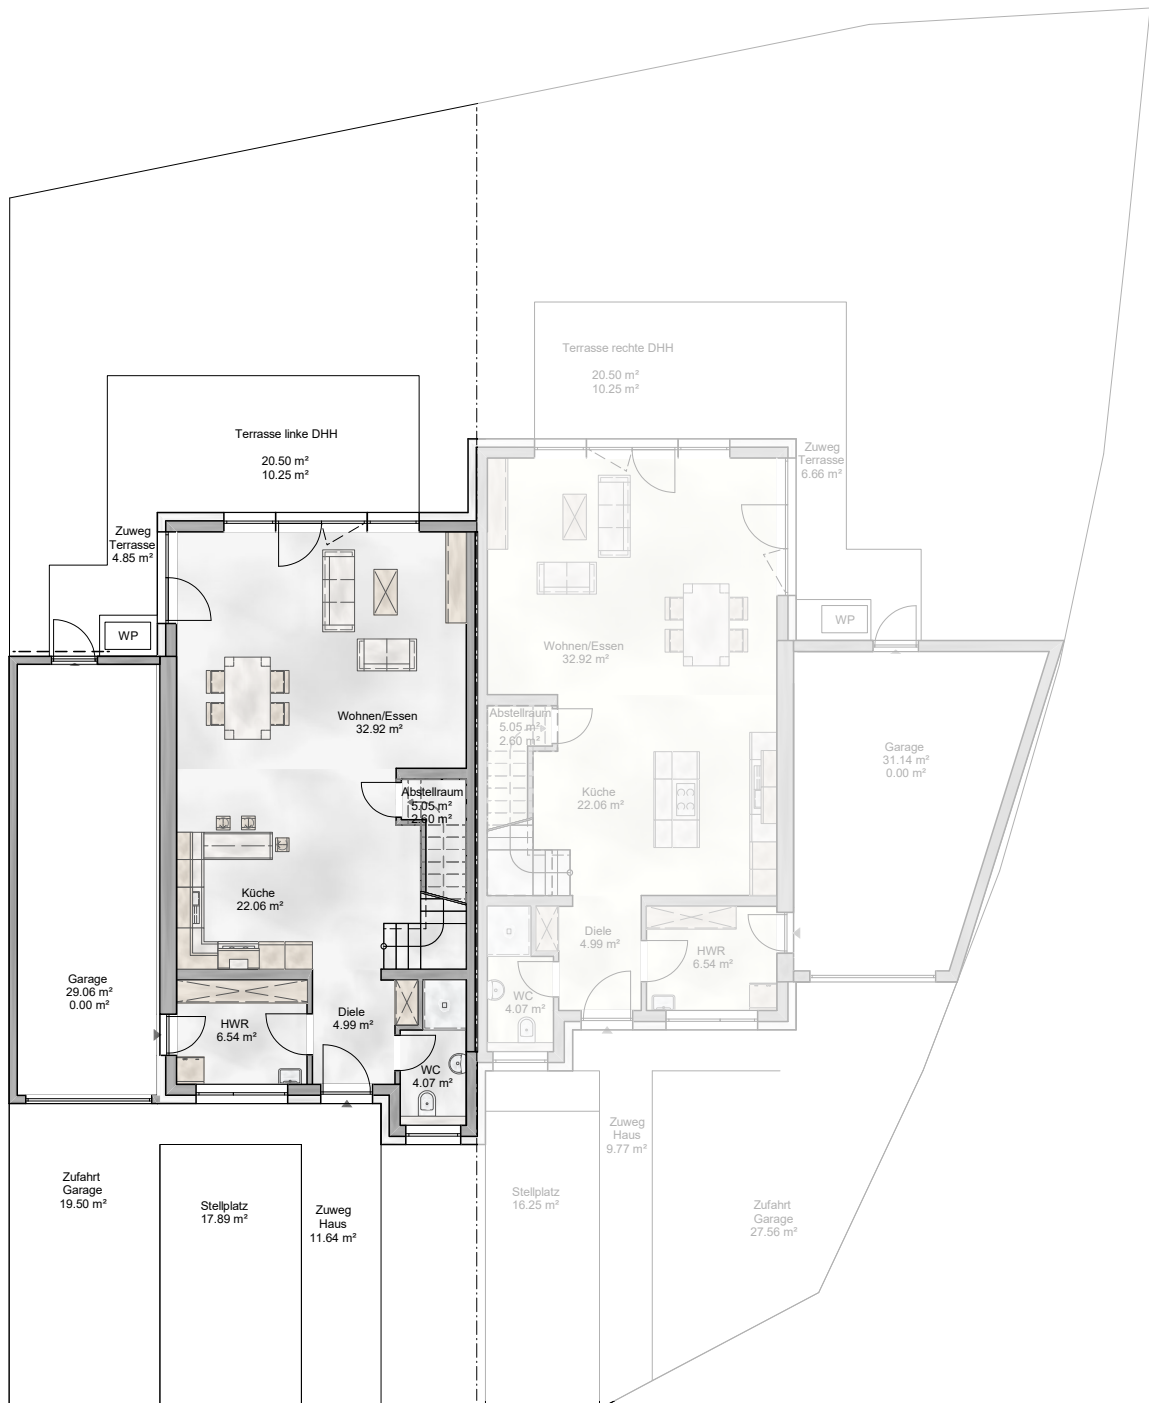 Terrasse rechte DHH
20.50 m²
10.25 m²
Terrasse linke DHH
20.50 m²
10.25 m²
Zuweg
Terrasse
6.66 m²
Zuweg
Terrasse
4.85 m²
WP
WP
Wohnen/Essen
32.92 m²
Wohnen/Essen
32.92 m²
Abstellraum
5.05 m²
2.60 m²
Garage
31.14 m²
0.00 m²
Abstellraum
5.05 m²
2.60 m²
Küche
22.06 m²
Küche
22.06 m²
Diele
4.99 m²
HWR
6.54 m²
Garage
29.06 m²
0.00 m²
WC
4.07 m²
Diele
4.99 m²
HWR
6.54 m²
WC
4.07 m²
Zuweg
Haus
9.77 m²
Zufahrt
Garage
19.50 m²
Stellplatz
17.89 m²
Zuweg
Haus
11.64 m²
Stellplatz
16.25 m²
Zufahrt
Garage
27.56 m²